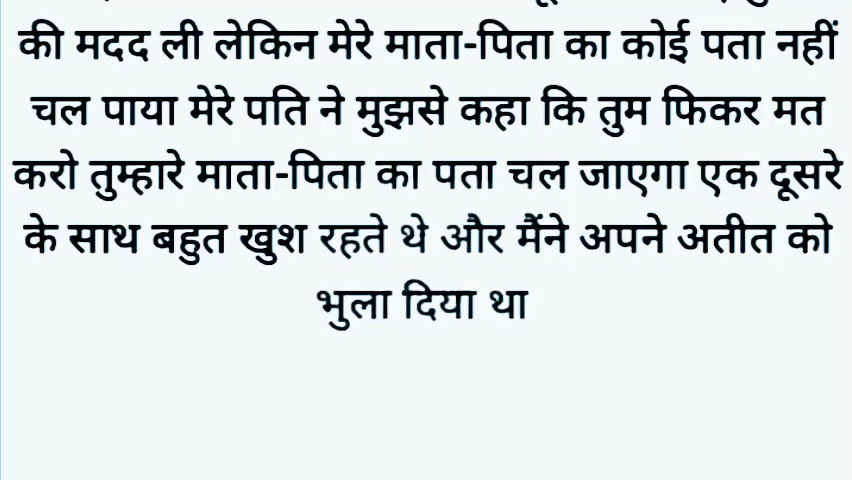 की मदद ली लेकिन मेरे माता-पिता का कोई पता नहीं
चल पाया मेरे पति ने मुझसे कहा कि तुम फिकर मत
करो तुम्हारे माता-पिता का पता चल जाएगा एक दूसरे
के साथ बहुत खुश रहते थे और मैंने अपने अतीत को
भुला दिया था